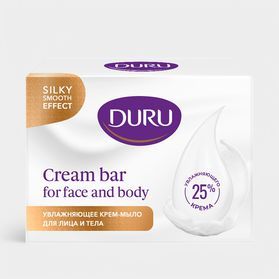 SILKY
SMOOTH
EFFECT
DURU
Cream bar
for face and body
УВЛАЖНЯЮЩЕЕ КРЕМ-МЫЛО
ДЛЯ ЛИЦА И ТЕЛА
УВЛАЖНЯЮЩЕГО
25%
КРЕМА